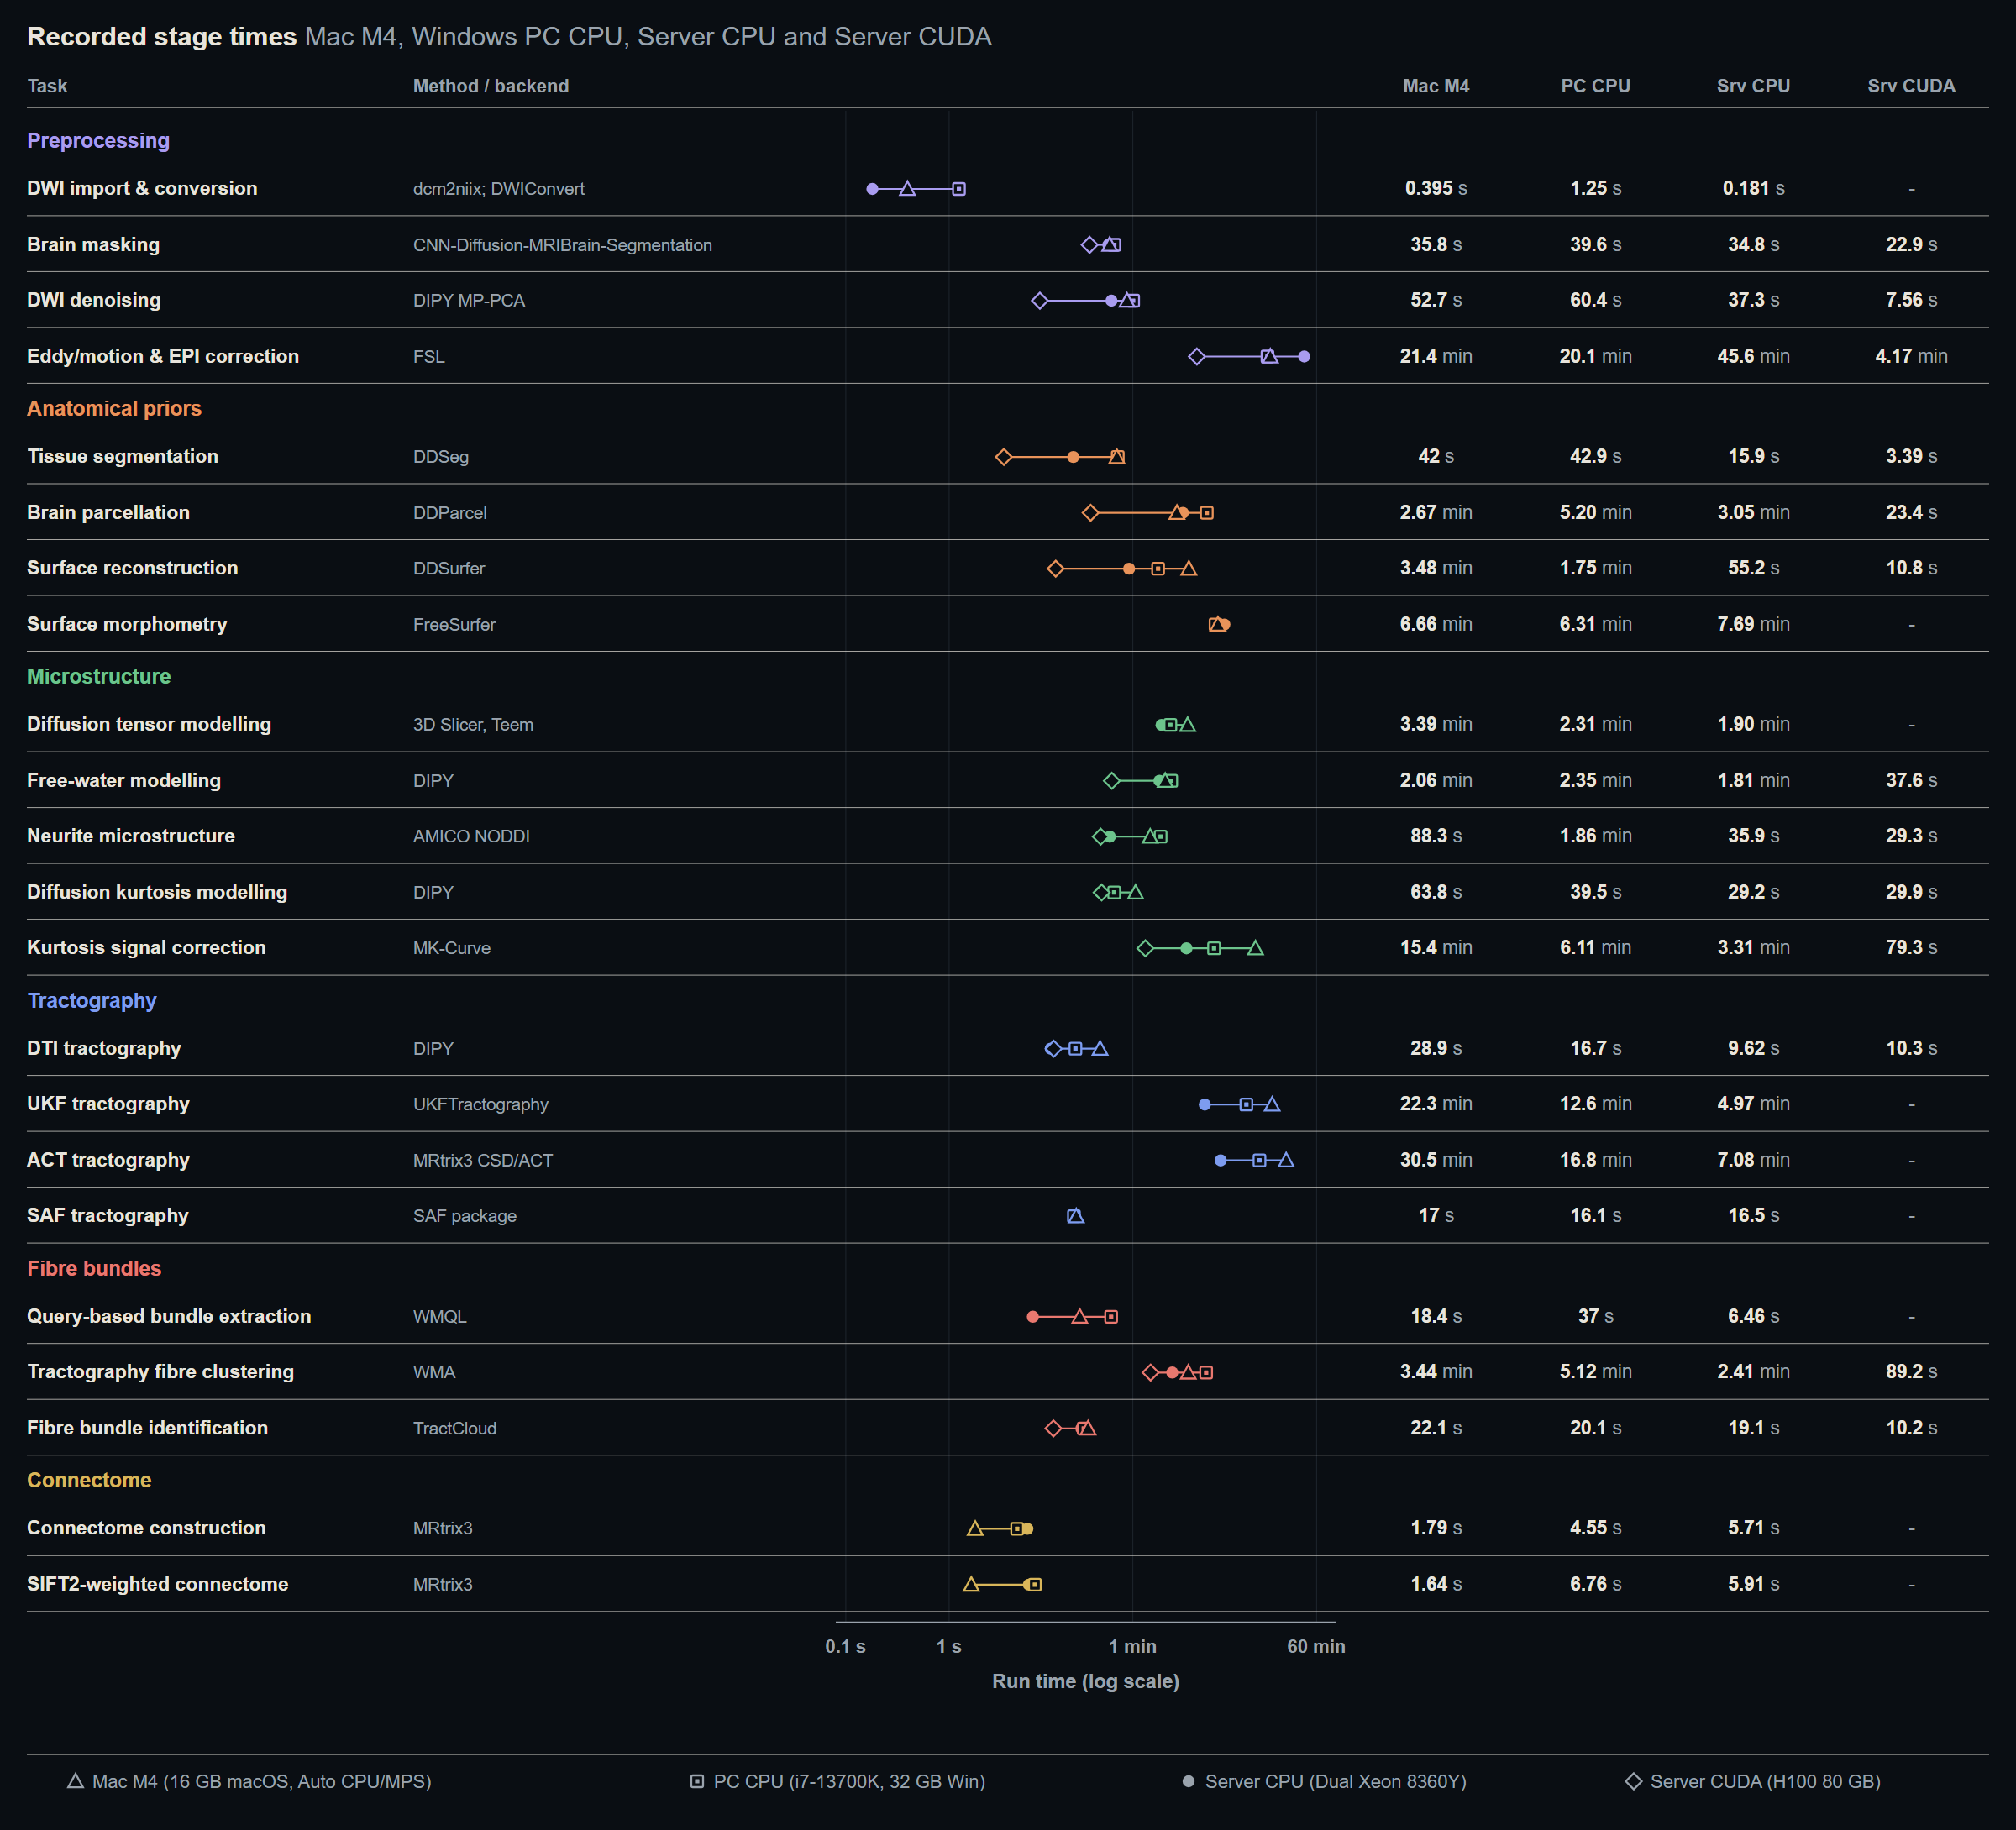 Recorded stage times Mac M4, Windows PC CPU, Server CPU and Server CUDA
Task Method / backend Mac M4 PC CPU Srv CPU Srv CUDA
Preprocessing
DWI import & conversion dcm2niix; DWIConvert 0.395 s 1.25 s 0.181 s -
Brain masking CNN-Diffusion-MRIBrain-Segmentation 35.8 s 39.6 s 34.8 s 22.9 s
DWI denoising DIPY MP-PCA 52.7 s 60.4 s 37.3 s 7.56 s
Eddy/motion & EPI correction FSL 21.4 min 20.1 min 45.6 min 4.17 min
Anatomical priors
Tissue segmentation DDSeg 42 s 42.9 s 15.9 s 3.39 s
Brain parcellation DDParcel 2.67 min 5.20 min 3.05 min 23.4 s
Surface reconstruction DDSurfer 3.48 min 1.75 min 55.2 s 10.8 s
Surface morphometry FreeSurfer 6.66 min 6.31 min 7.69 min -
Microstructure
Diffusion tensor modelling 3D Slicer, Teem 3.39 min 2.31 min 1.90 min -
Free-water modelling DIPY 2.06 min 2.35 min 1.81 min 37.6 s
Neurite microstructure AMICO NODDI 88.3 s 1.86 min 35.9 s 29.3 s
Diffusion kurtosis modelling DIPY 63.8 s 39.5 s 29.2 s 29.9 s
Kurtosis signal correction MK-Curve 15.4 min 6.11 min 3.31 min 79.3 s
Tractography
DTI tractography DIPY 28.9 s 16.7 s 9.62 s 10.3 s
UKF tractography UKFTractography 22.3 min 12.6 min 4.97 min -
ACT tractography MRtrix3 CSD/ACT 30.5 min 16.8 min 7.08 min -
SAF tractography SAF package 17 s 16.1 s 16.5 s -
Fibre bundles
Query-based bundle extraction WMQL 18.4 s 37 s 6.46 s -
Tractography fibre clustering WMA 3.44 min 5.12 min 2.41 min 89.2 s
Fibre bundle identification TractCloud 22.1 s 20.1 s 19.1 s 10.2 s
Connectome
Connectome construction MRtrix3 1.79 s 4.55 s 5.71 s -
SIFT2-weighted connectome MRtrix3 1.64 s 6.76 s 5.91 s -
0.1 s 1 s 1 min 60 min
Run time (log scale)
Mac M4 (16 GB macOS, Auto CPU/MPS) PC CPU (i7-13700K, 32 GB Win) Server CPU (Dual Xeon 8360Y) Server CUDA (H100 80 GB)